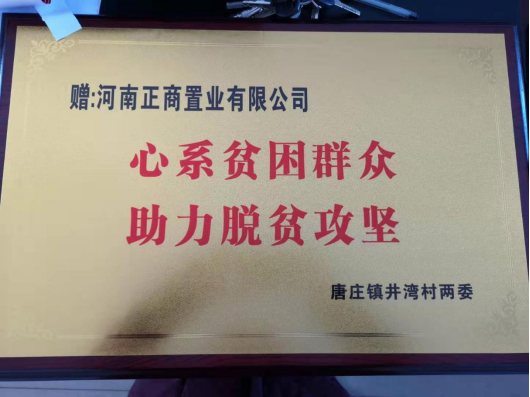 赠:河南正商置业有限公司
心系贫困群众
助力脱贫攻坚
唐庄镇井湾村两委